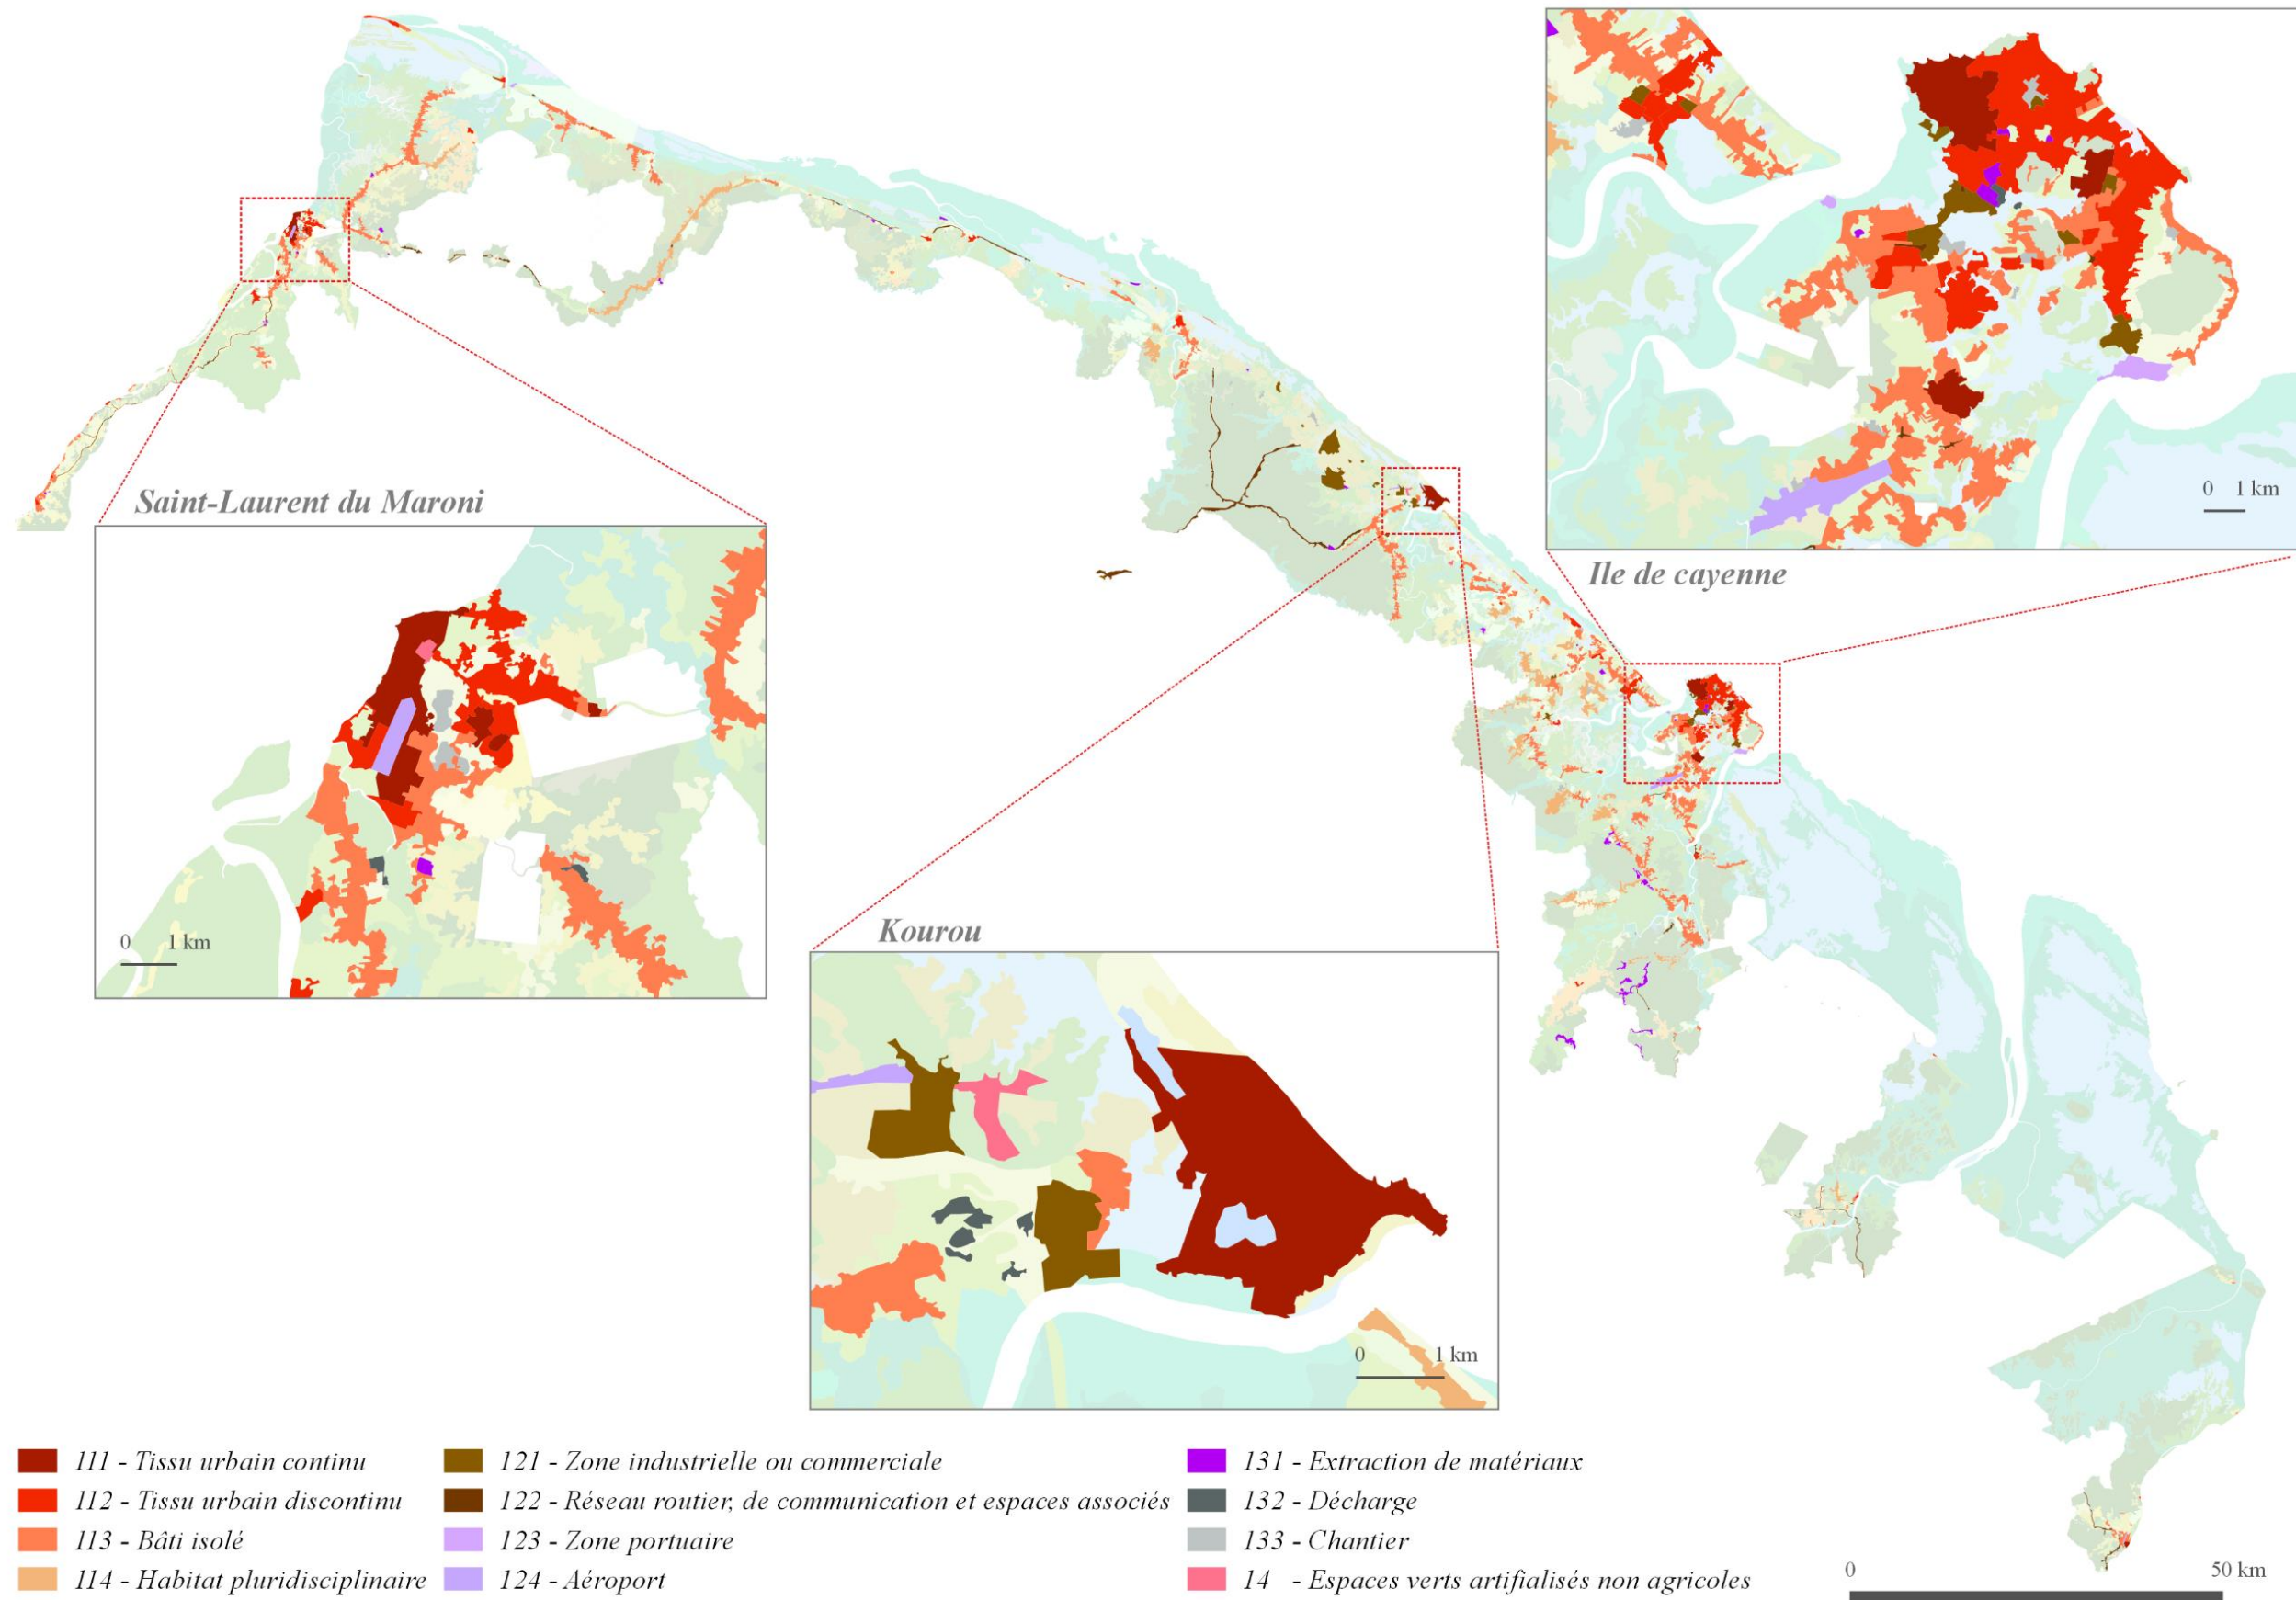 Saint-Laurent du Maroni
0 1 km
Ile de cayenne
0 1 km
Kourou
0 1 km
111 - Tissu urbain continu
112 - Tissu urbain discontinu
113 - Bâti isolé
114 - Habitat pluridisciplinaire
121 - Zone industrielle ou commerciale
122 - Réseau routier, de communication et espaces associés
123 - Zone portuaire
124 - Aéroport
131 - Extraction de matériaux
132 - Décharge
133 - Chantier
14 - Espaces verts artifialisés non agricoles
0 50 km